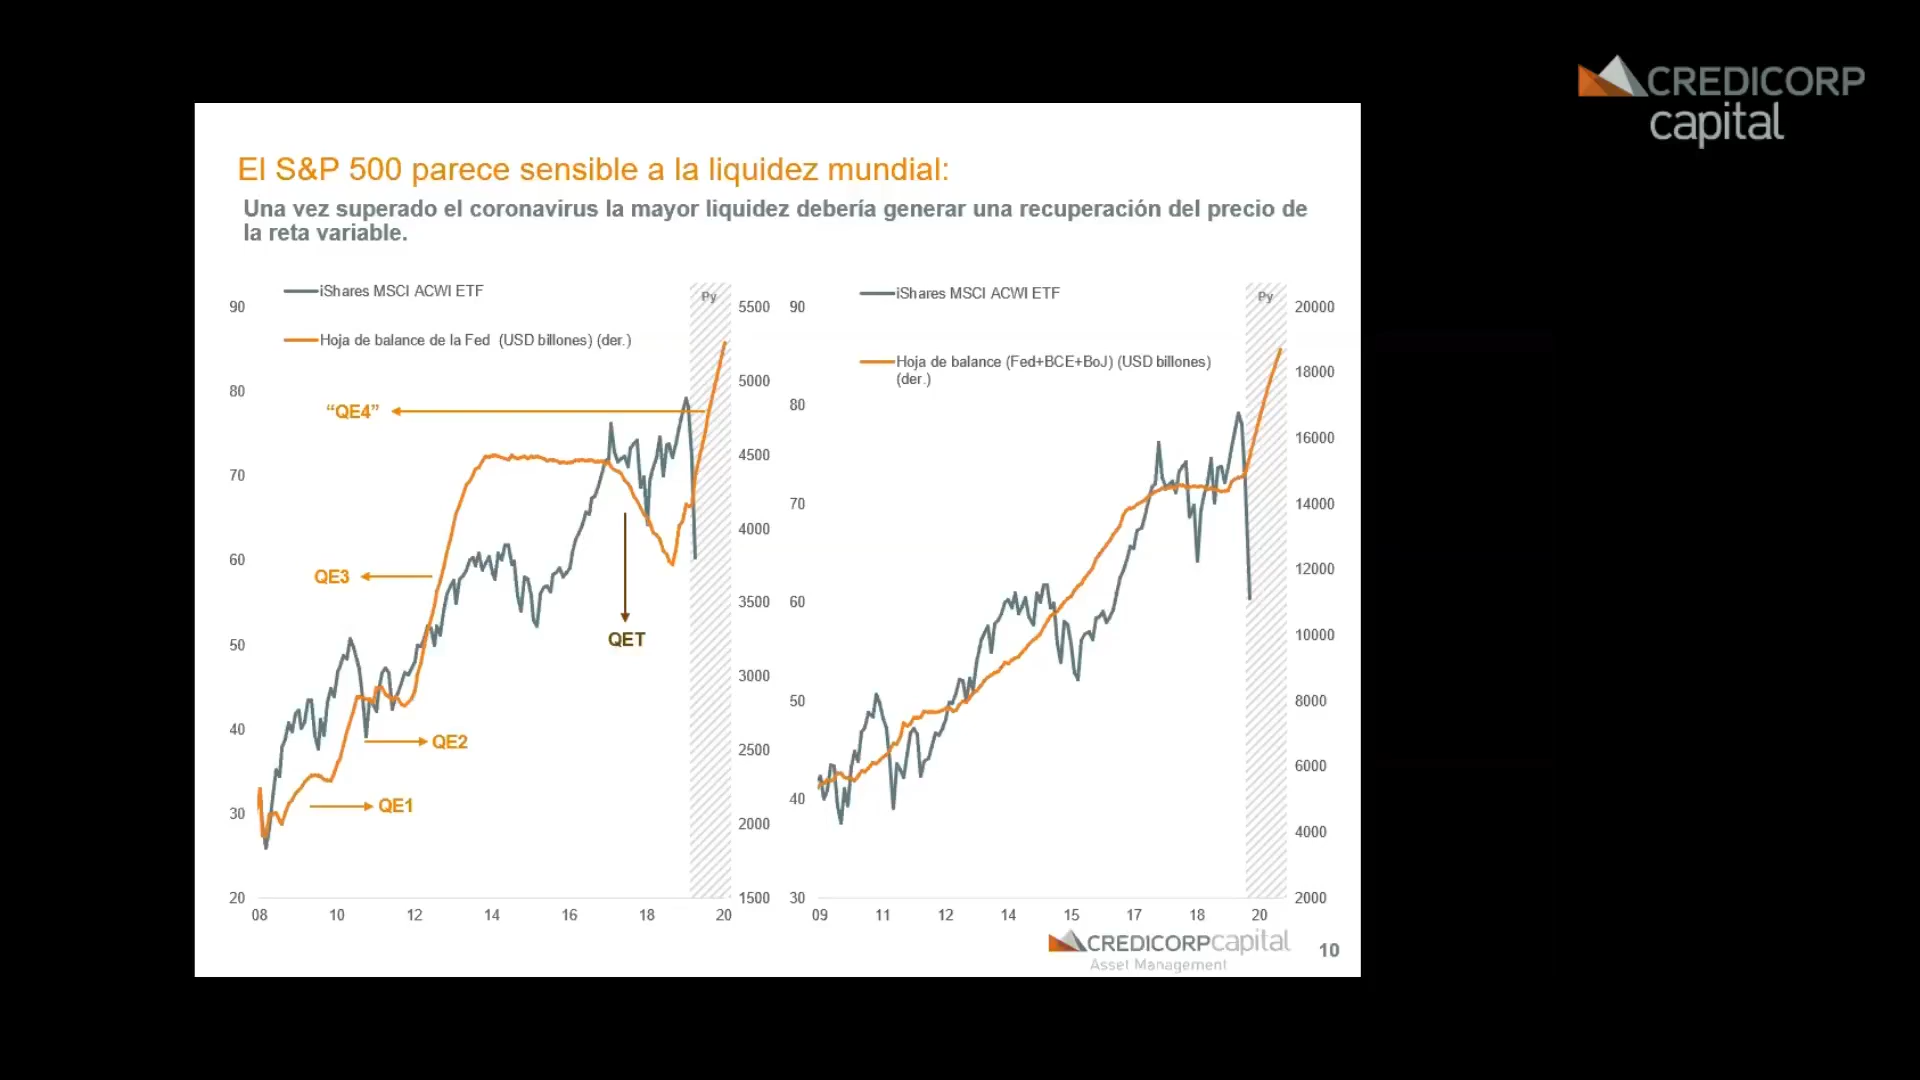 CREDICORP
capital
El S&P 500 parece sensible a la liquidez mundial:
Una vez superado el coronavirus la mayor liquidez debería generar una recuperación del precio de
la reta variable.
iShares MSCI ACWI ETF
Hoja de balance de la Fed (USD billones) (der.)
Py
90
80
70
60
50
40
30
20
5500
5000
4500
4000
3500
3000
2500
2000
1500
"QE4"
QE3
QET
QE2
QE1
08 10 12 14 16 18 20
iShares MSCI ACWI ETF
Hoja de balance (Fed+BCE+BoJ) (USD billones)
(der.)
Py
90
80
70
60
50
40
30
20000
18000
16000
14000
12000
10000
8000
6000
4000
2000
09 11 12 14 15 17 18 20
CREDICORPcapital
Asset Management
10